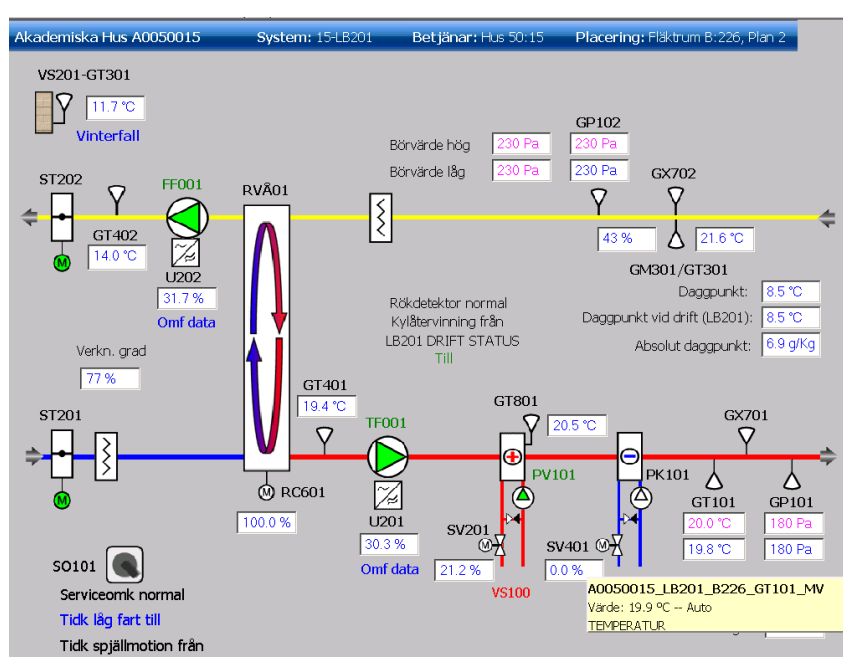 Akademiska Hus A0050015 System: 15-LB201 Betjänar: Hus 50:15 Placering: Fläktrum B:226, Plan 2
VS201-GT301
11.7 °C
Vinterfall
GP102
Börvärde hög 230 Pa 230 Pa
Börvärde låg 230 Pa 230 Pa
GX702
ST202
FF001
RVÅ01
GT402
14.0 °C
M
43 % 21.6 °C
U202
31.7 %
Omf data
GM301/GT301
Daggpunkt: 8.5 °C
Daggpunkt vid drift (LB201): 8.5 °C
Absolut daggpunkt: 6.9 g/Kg
Rökdetektor normal
Kylåtervinning från
LB201 DRIFT STATUS
Till
Verkn. grad
77 %
GT401
19.4 °C
GT801
20.5 °C
GX701
ST201
TF001
M
M RC601
100.0 %
PV101
PK101
U201
30.3 %
Omf data
SV201
M
21.2 %
VS100
SV401
M
0.0 %
GT101
20.0 °C
19.8 °C
GP101
180 Pa
180 Pa
SO101
Serviceomk normal
Tidk låg fart till
Tidk spjällmotion från
A0050015_LB201_B226_GT101_MV
Värde: 19.9 ºC -- Auto
TEMPERATUR